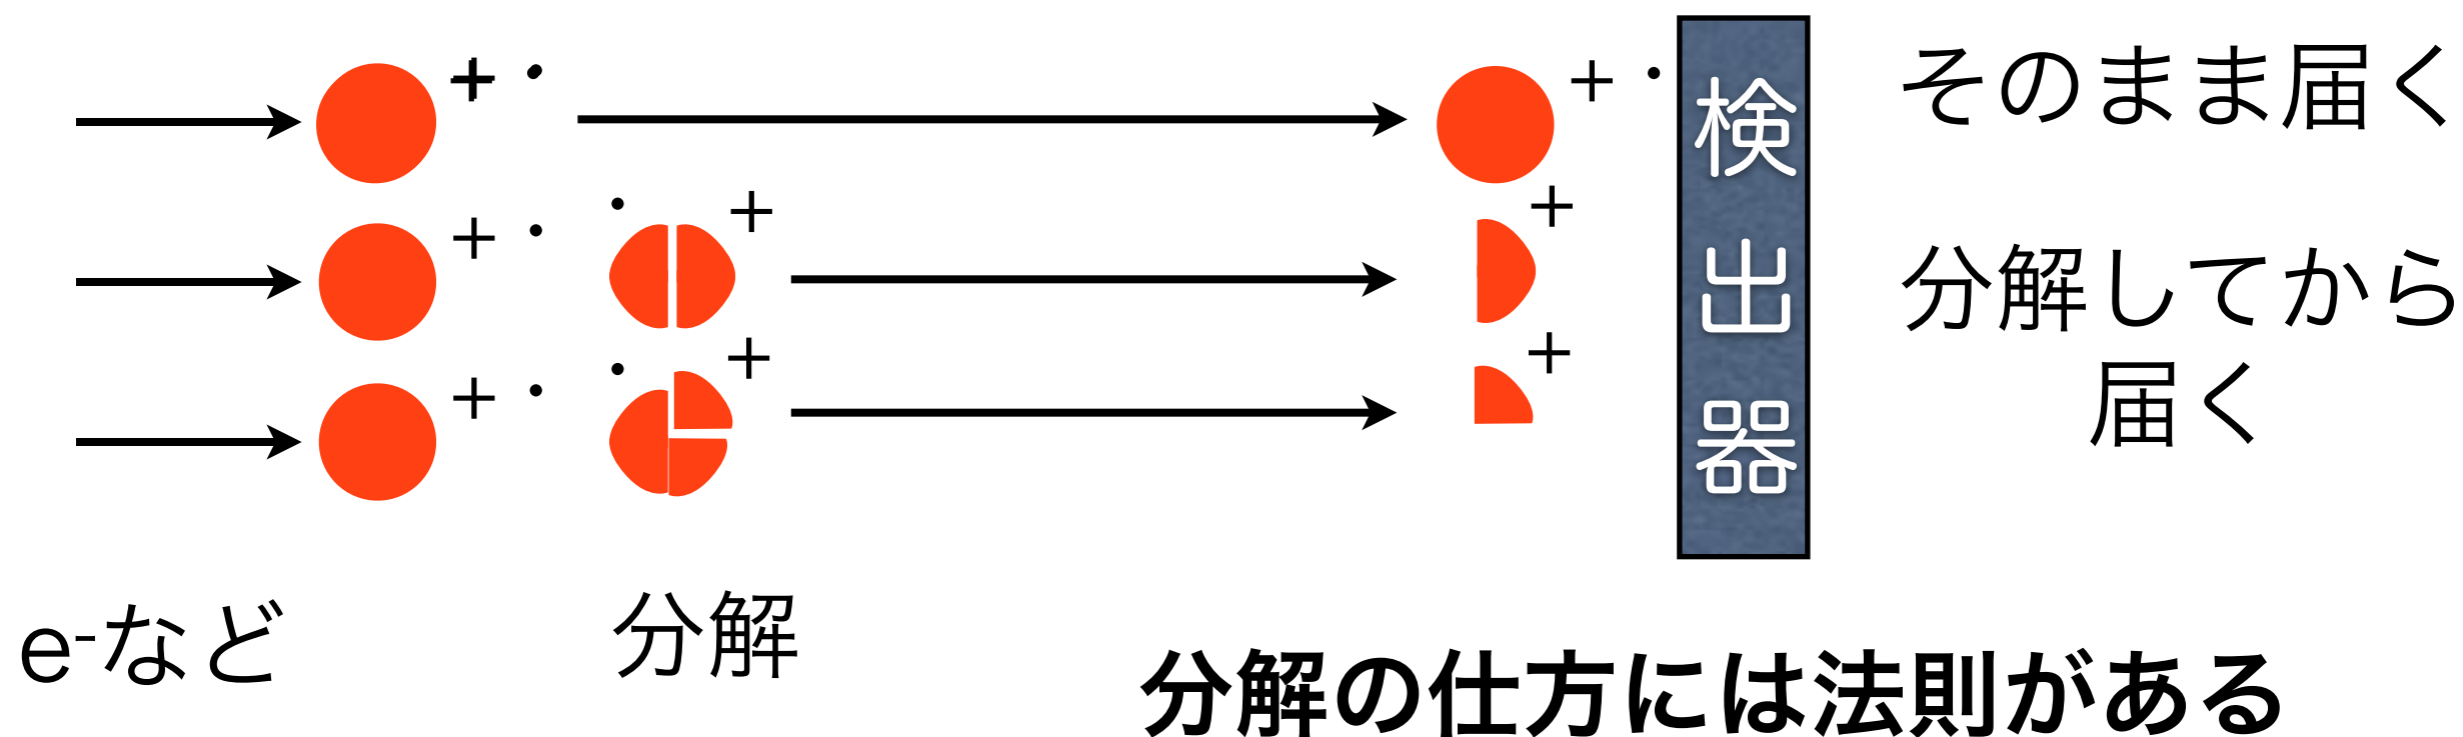 +・ +・ そのまま届く
+・ ・ + +
分解してから
届く
+・ ・ + +
検出器
e-など
分解
分解の仕方には法則がある